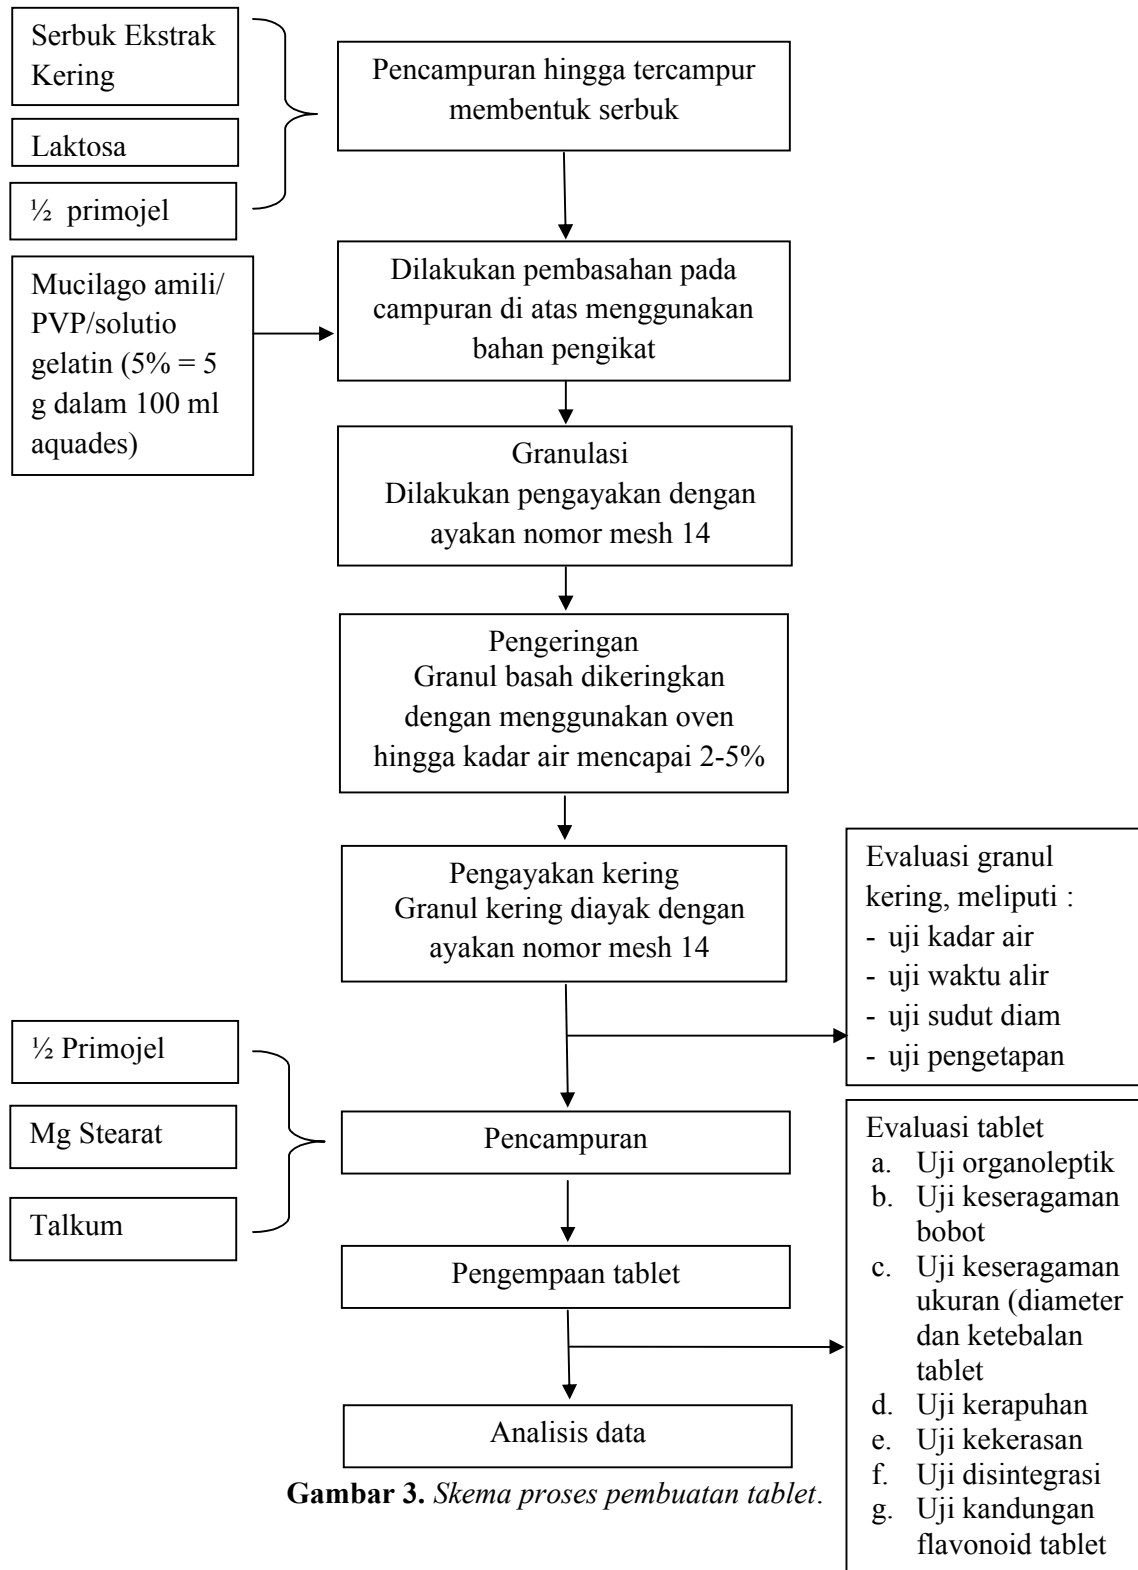 Serbuk Ekstrak
Kering
Laktosa
½ primojel
Pencampuran hingga tercampur
membentuk serbuk
Mucilago amili/
PVP/solutio
gelatin (5% = 5
g dalam 100 ml
aquades)
Dilakukan pembasahan pada
campuran di atas menggunakan
bahan pengikat
Granulasi
Dilakukan pengayakan dengan
ayakan nomor mesh 14
Pengeringan
Granul basah dikeringkan
dengan menggunakan oven
hingga kadar air mencapai 2-5%
Pengayakan kering
Granul kering diayak dengan
ayakan nomor mesh 14
Evaluasi granul
kering, meliputi :
- uji kadar air
- uji waktu alir
- uji sudut diam
- uji pengetapan
½ Primojel
Mg Stearat
Talkum
Pencampuran
Pengempaan tablet
Evaluasi tablet
a. Uji organoleptik
b. Uji keseragaman
bobot
c. Uji keseragaman
ukuran (diameter
dan ketebalan
tablet
d. Uji kerapuhan
e. Uji kekerasan
f. Uji disintegrasi
g. Uji kandungan
flavonoid tablet
Analisis data
Gambar 3. Skema proses pembuatan tablet.